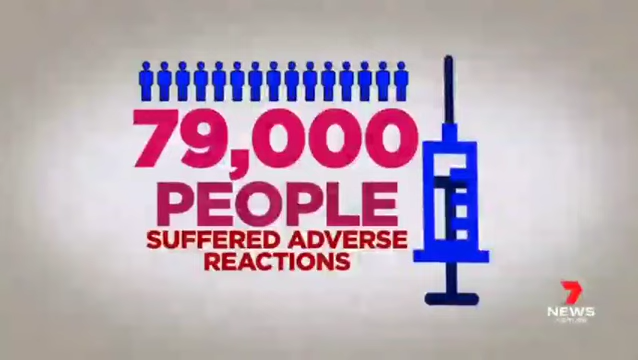 79,000
PEOPLE
SUFFERED ADVERSE
REACTIONS
7
NEWS